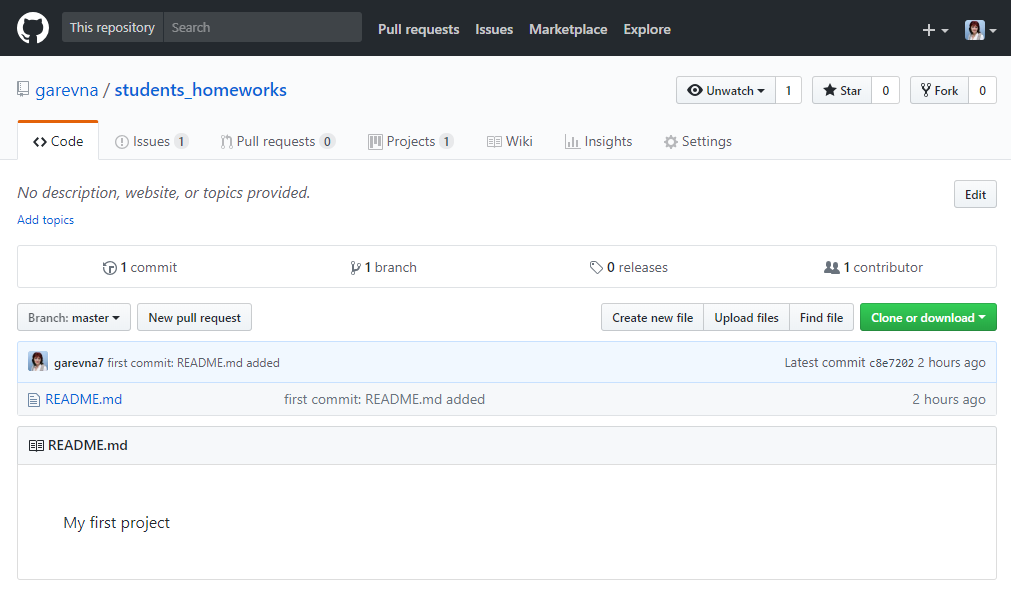 This repository Search Pull requests Issues Marketplace Explore
garevna / students_homeworks Unwatch 1 Star 0 Fork 0
Code Issues 1 Pull requests 0 Projects 1 Wiki Insights Settings
No description, website, or topics provided. Edit
Add topics
1 commit 1 branch 0 releases 1 contributor
Branch: master New pull request Create new file Upload files Find file Clone or download
garevna7 first commit: README.md added Latest commit c8e7202 2 hours ago
README.md first commit: README.md added 2 hours ago
README.md
My first project